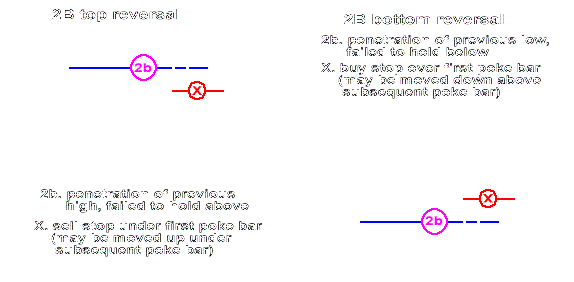 2B top reversal
2b
X
2b. penetration of previous
high, failed to hold above
X. sell stop under first poke bar
(may be moved up under
subsequent poke bar)
2B bottom reversal
2b. penetration of previous low,
failed to hold below
X. buy stop over first poke bar
(may be moved down above
subsequent poke bar)
X
2b